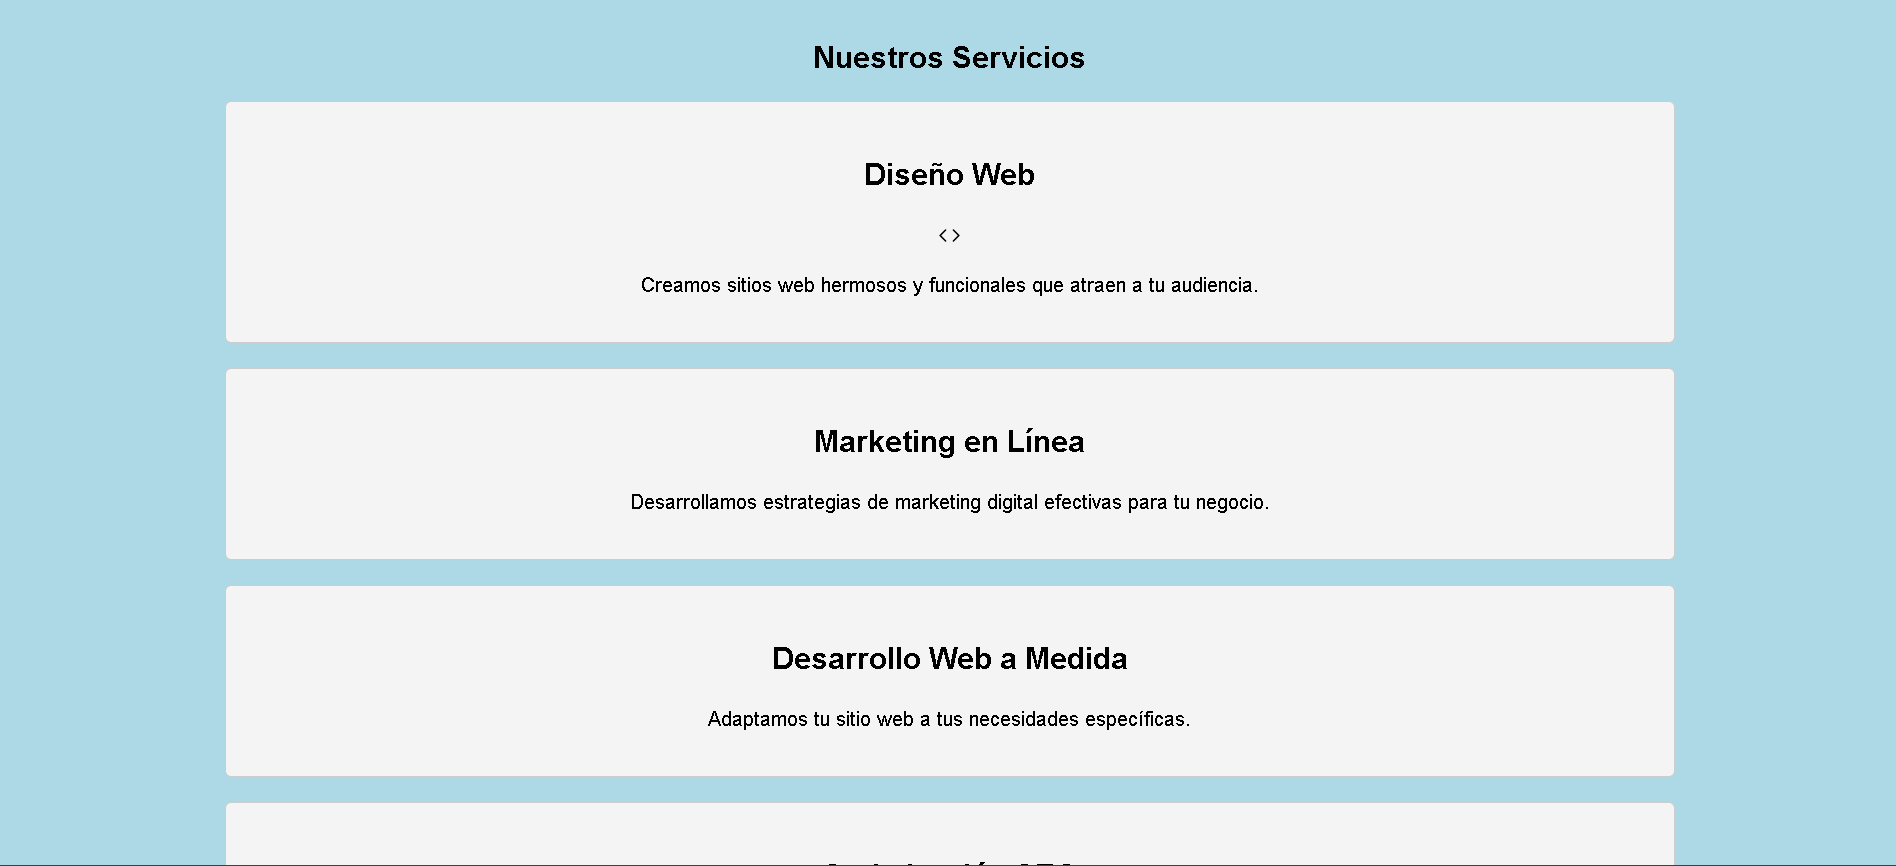 Nuestros Servicios
Diseño Web
<>
Creamos sitios web hermosos y funcionales que atraen a tu audiencia.
Marketing en Línea
Desarrollamos estrategias de marketing digital efectivas para tu negocio.
Desarrollo Web a Medida
Adaptamos tu sitio web a tus necesidades específicas.